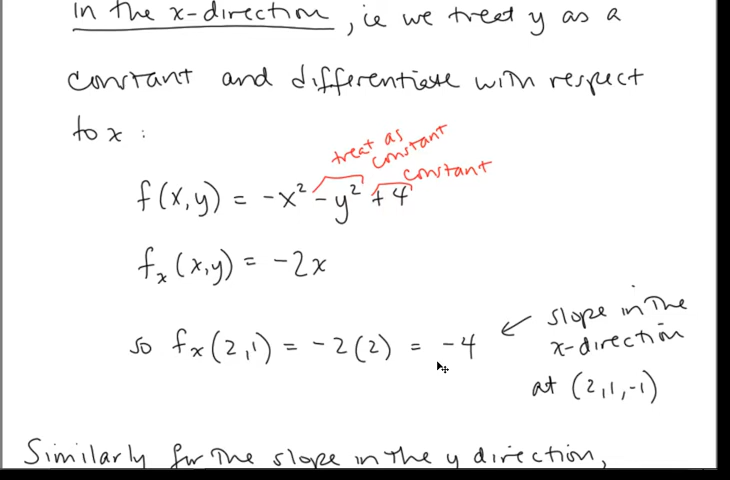 in the x-direction, ie we treat y as a
constant and differentiate with respect
to x:
treat as
constant
constant
f(x,y) = -x² - y² + 4
fₓ(x,y) = -2x
so fₓ(2,1) = -2(2) = -4 ← slope in the
x-direction
at (2,1,-1)
Similarly for the slope in the y direction,